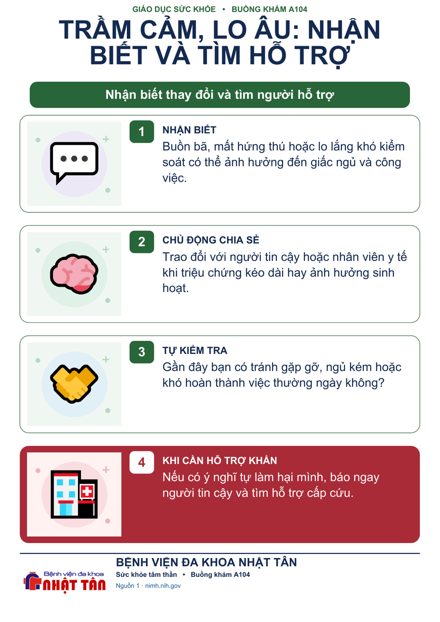 GIÁO DỤC SỨC KHỎE • BUỒNG KHÁM A104
TRẦM CẢM, LO ÂU: NHẬN
BIẾT VÀ TÌM HỖ TRỢ
Nhận biết thay đổi và tìm người hỗ trợ
1
NHẬN BIẾT
Buồn bã, mất hứng thú hoặc lo lắng khó kiểm
soát có thể ảnh hưởng đến giấc ngủ và công
việc.
2
CHỦ ĐỘNG CHIA SẺ
Trao đổi với người tin cậy hoặc nhân viên y tế
khi triệu chứng kéo dài hay ảnh hưởng sinh
hoạt.
3
TỰ KIỂM TRA
Gần đây bạn có tránh gặp gỡ, ngủ kém hoặc
khó hoàn thành việc thường ngày không?
4
KHI CẦN HỖ TRỢ KHẨN
Nếu có ý nghĩ tự làm hại mình, báo ngay
người tin cậy và tìm hỗ trợ cấp cứu.
Bệnh viện đa khoa
NHẬT TÂN
BỆNH VIỆN ĐA KHOA NHẬT TÂN
Sức khỏe tâm thần • Buồng khám A104
Nguồn 1 · nimh.nih.gov